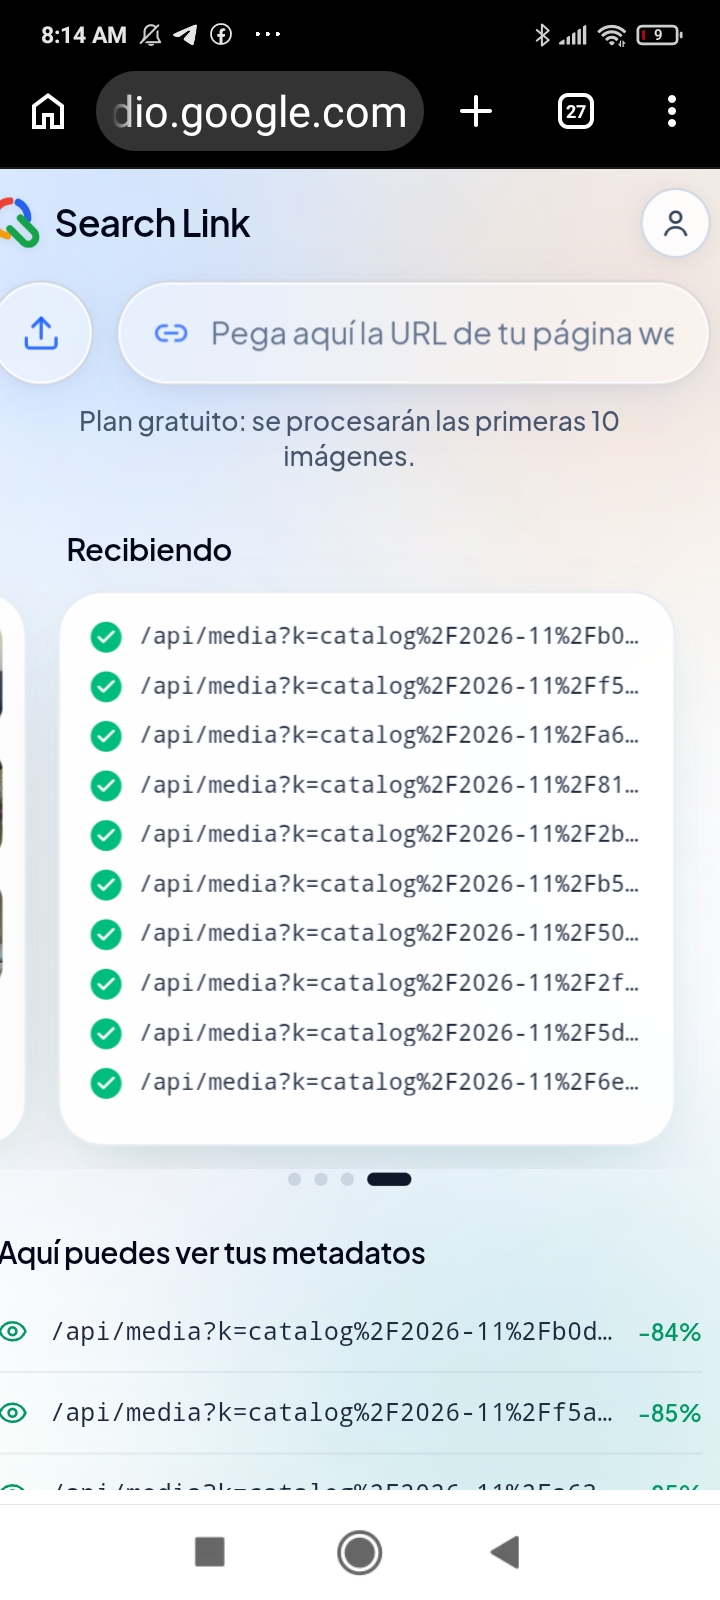 8:14 AM
9
dio.google.com
27
Search Link
Pega aquí la URL de tu página we
Plan gratuito: se procesarán las primeras 10
imágenes.
Recibiendo
/api/media?k=catalog%2F2026-11%2Fb0...
/api/media?k=catalog%2F2026-11%2Ff5...
/api/media?k=catalog%2F2026-11%2Fa6...
/api/media?k=catalog%2F2026-11%2F81...
/api/media?k=catalog%2F2026-11%2F2b...
/api/media?k=catalog%2F2026-11%2Fb5...
/api/media?k=catalog%2F2026-11%2F50...
/api/media?k=catalog%2F2026-11%2F2f...
/api/media?k=catalog%2F2026-11%2F5d...
/api/media?k=catalog%2F2026-11%2F6e...
Aquí puedes ver tus metadatos
/api/media?k=catalog%2F2026-11%2Fb0d... -84%
/api/media?k=catalog%2F2026-11%2Ff5a... -85%